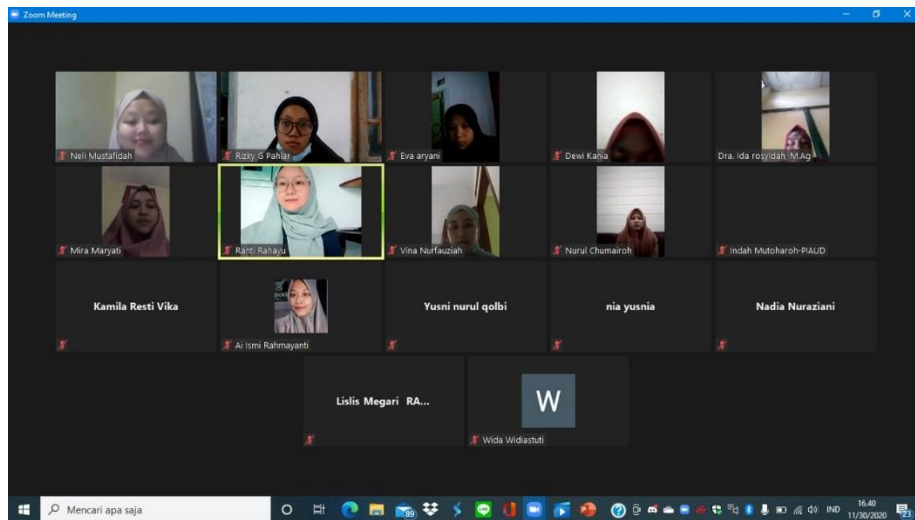 Zoom Meeting
Neli Mustafidah
Rizky G Pahlar
Eva aryani
Dewi Kania
Dra. Ida rosyidah, M.Ag
Mira Maryati
Ranti Rahayu
Vina Nurfauziah
Nurul Chumairoh
Indah Mutoharoh-PIAUD
Kamila Resti Vika
Ai Ismi Rahmayanti
Yusni nurul qolbi
nia yusnia
Nadia Nuraziani
Lislis Megari RA...
W
Wida Widiastuti
Mencari apa saja
89
IND
16.40
11/30/2020
23